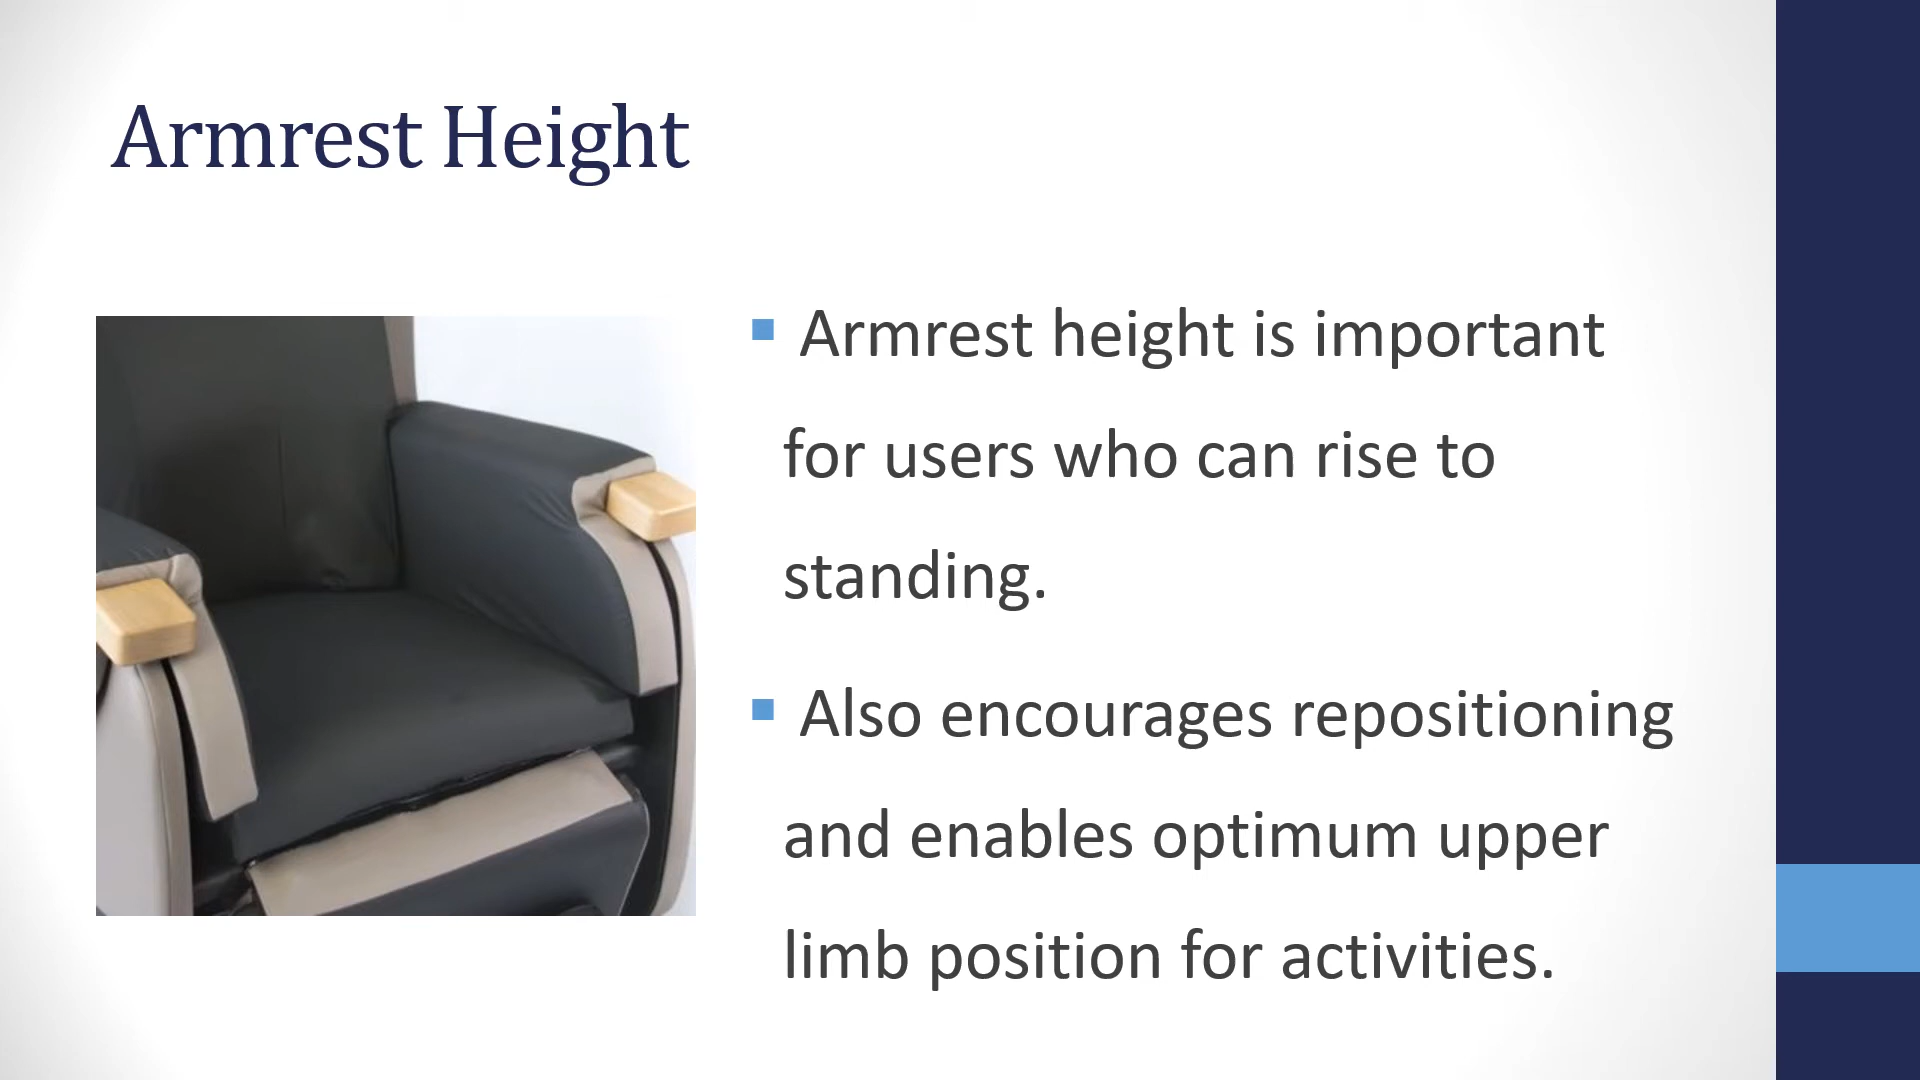 Armrest Height
Armrest height is important
for users who can rise to
standing.
Also encourages repositioning
and enables optimum upper
limb position for activities.